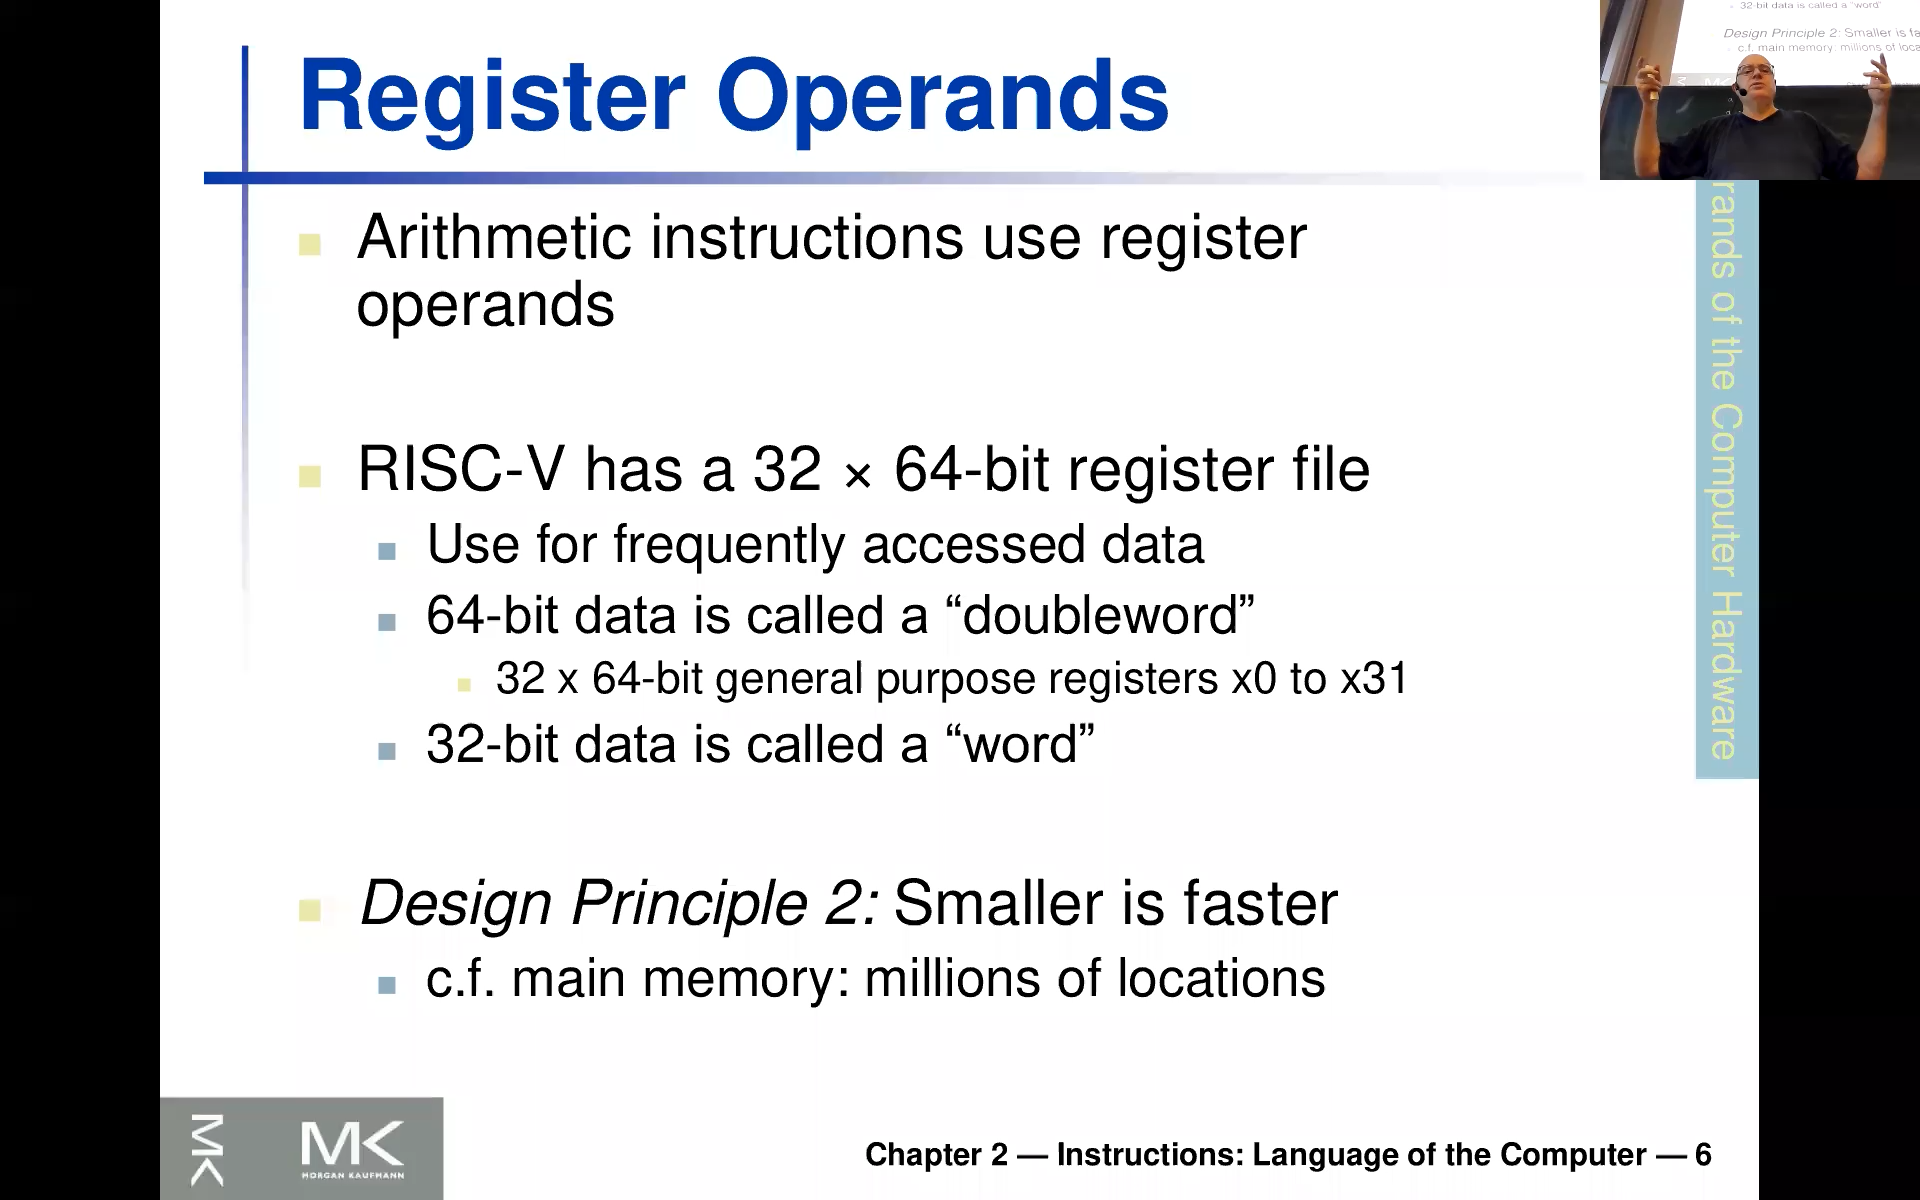 Register Operands
Arithmetic instructions use register
operands
RISC-V has a 32 × 64-bit register file
Use for frequently accessed data
64-bit data is called a “doubleword”
32 x 64-bit general purpose registers x0 to x31
32-bit data is called a “word”
Design Principle 2: Smaller is faster
c.f. main memory: millions of locations
rands of the Computer Hardware
32-bit data is called a "word"
Design Principle 2: Smaller is fa
c.f. main memory: millions of loca
MK
MK
MORGAN KAUFMANN
Chapter 2 — Instructions: Language of the Computer — 6